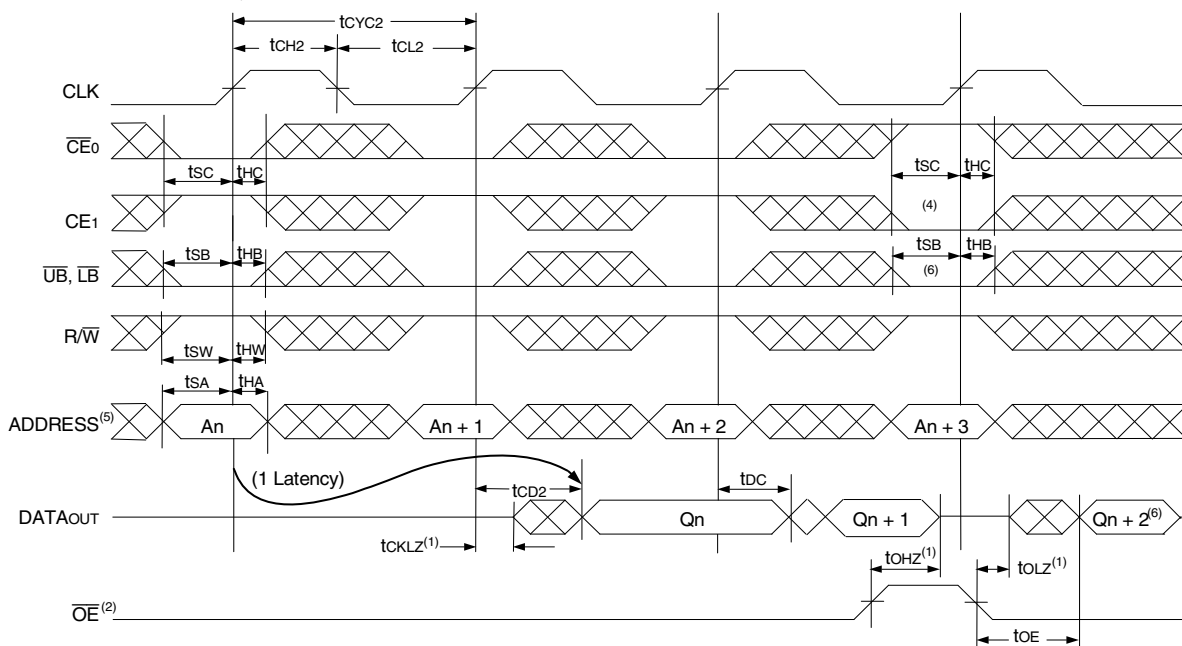 tCYC2
tCH2 tCL2
CLK
CE0
tSC tHC tSC tHC
CE1 (4)
tSB tHB tSB tHB
UB, LB (6)
R/W
tSW tHW
tSA tHA
ADDRESS(5) An An + 1 An + 2 An + 3
(1 Latency) tCD2 tDC
DATAOUT Qn Qn + 1 Qn + 2(6)
tCKLZ(1) tOHZ(1) tOLZ(1)
OE(2)
tOE